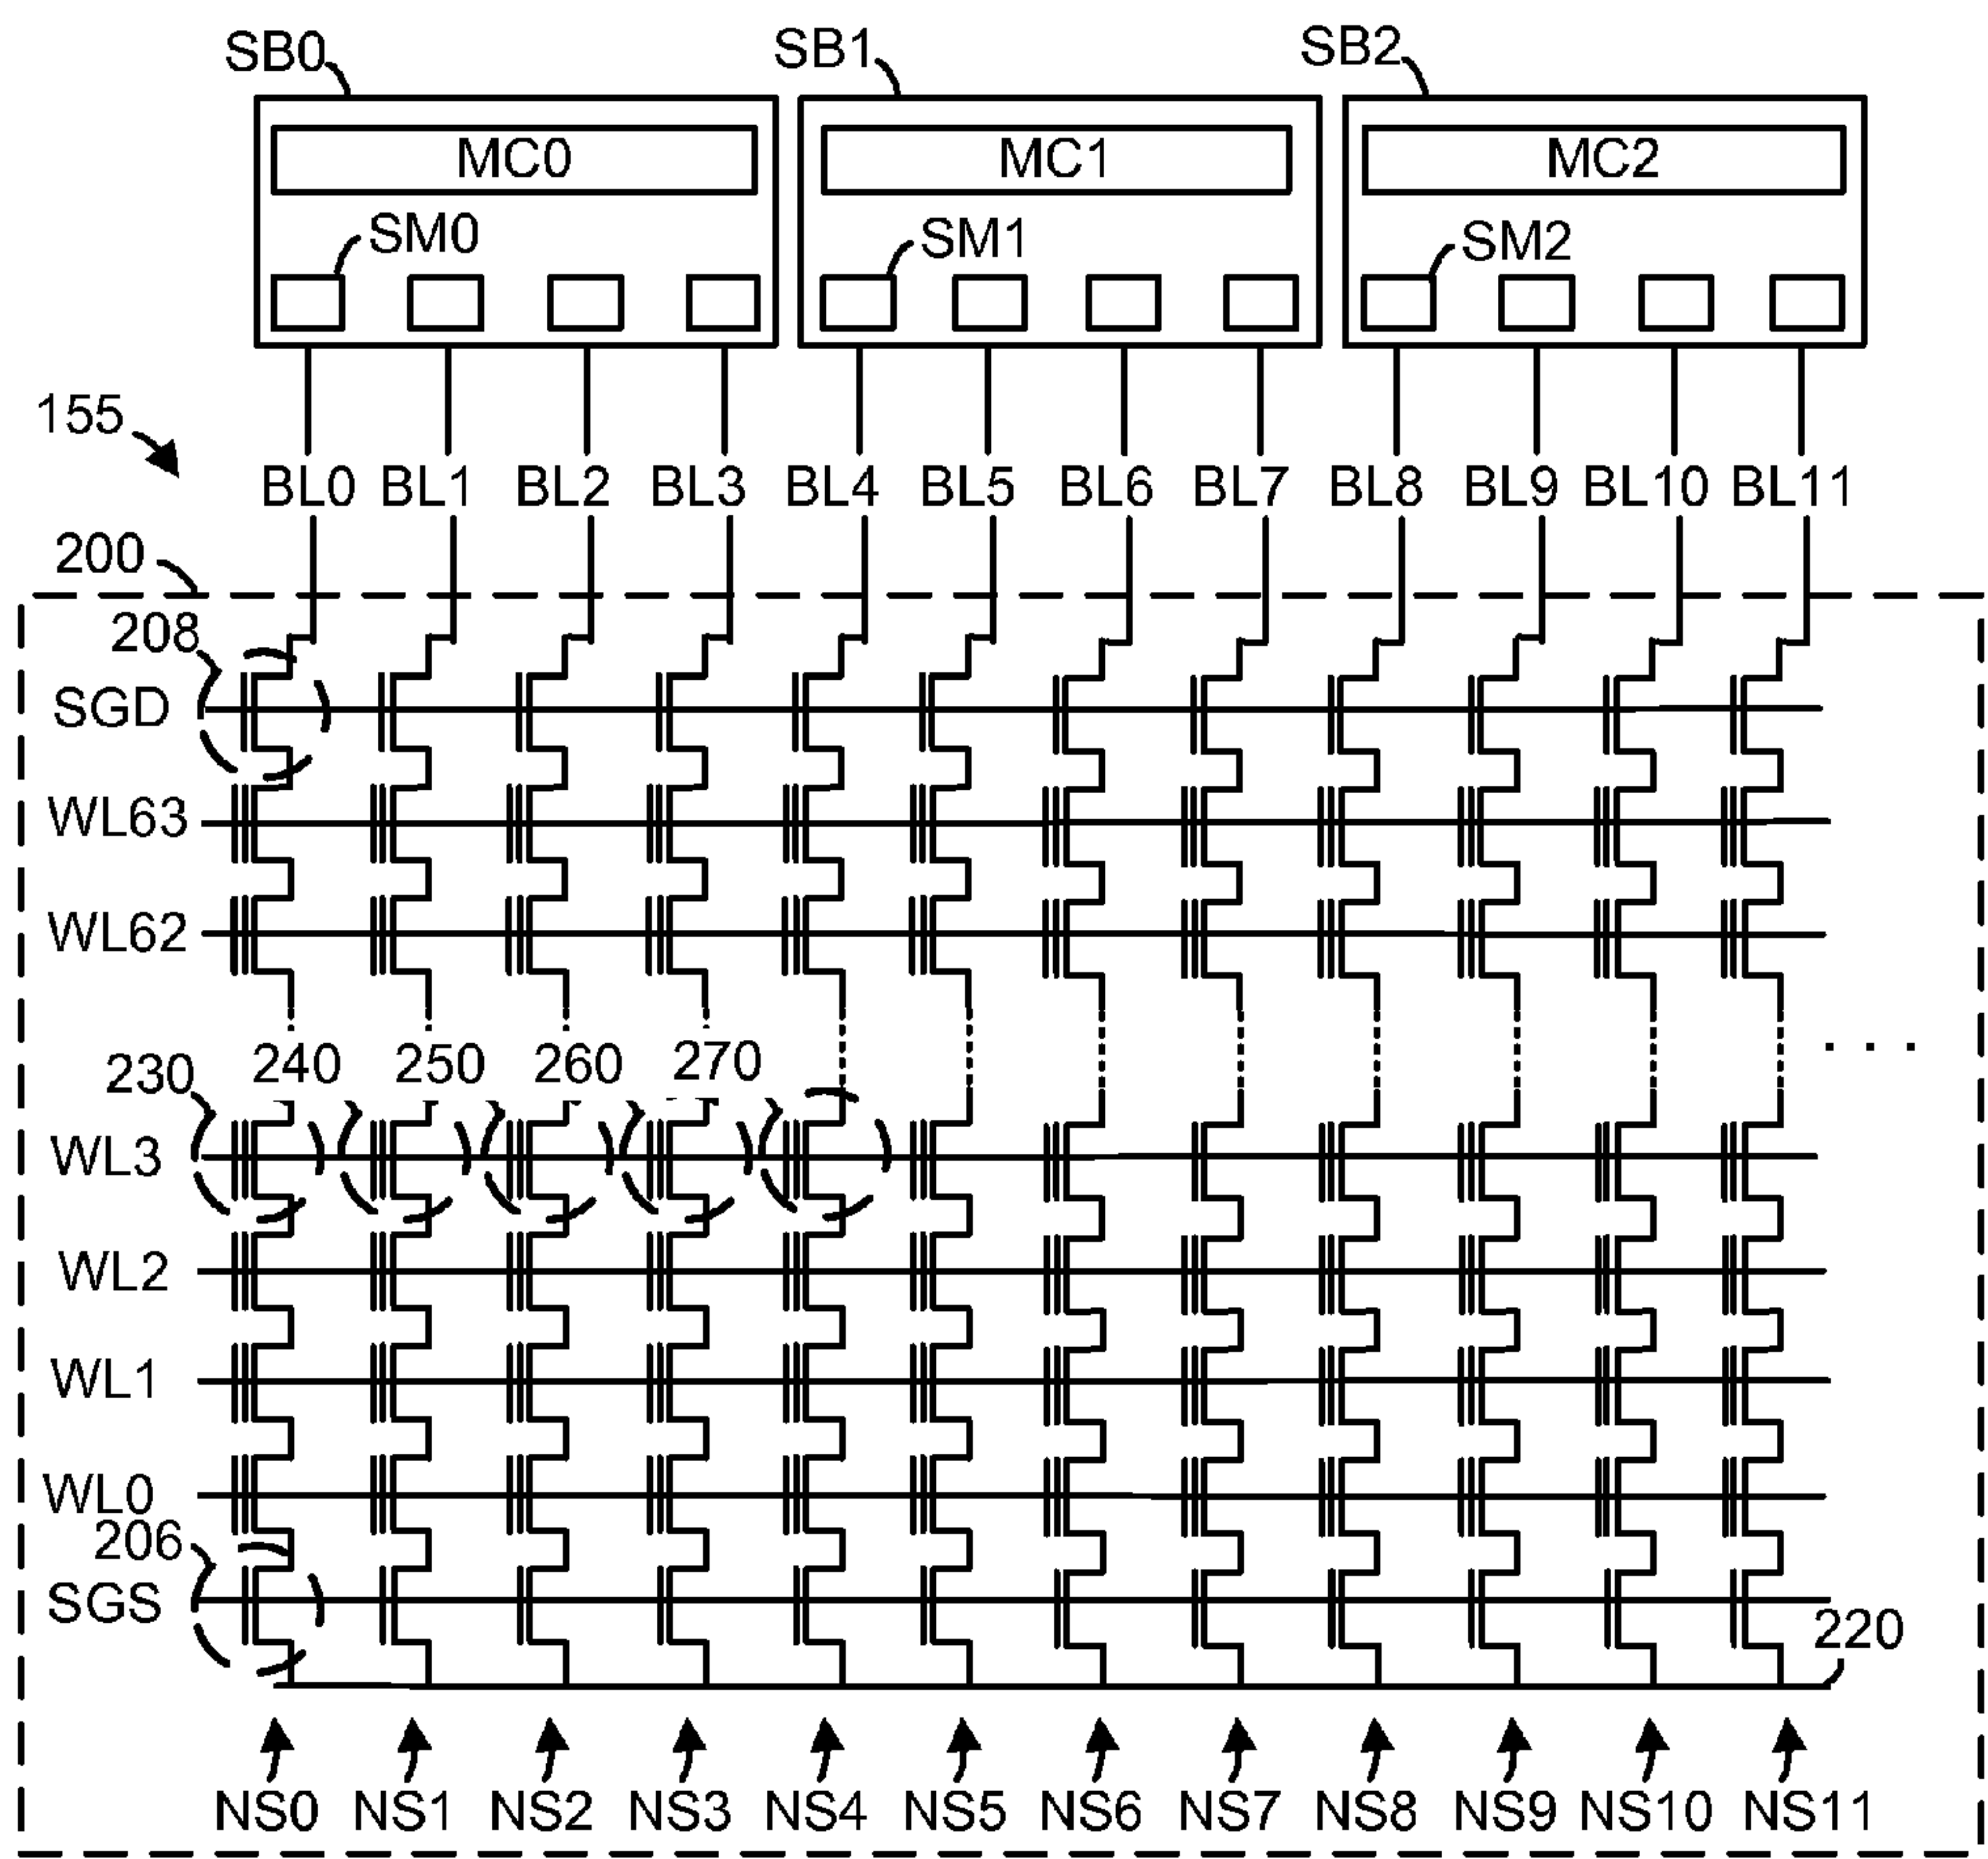 SB0 SB1 SB2
MC0 MC1 MC2
SM0 SM1 SM2
155
BL0 BL1 BL2 BL3 BL4 BL5 BL6 BL7 BL8 BL9 BL10 BL11
200
208
SGD
WL63
WL62
230 240 250 260 270 . . .
WL3
WL2
WL1
WL0
206
SGS
220
NS0 NS1 NS2 NS3 NS4 NS5 NS6 NS7 NS8 NS9 NS10 NS11